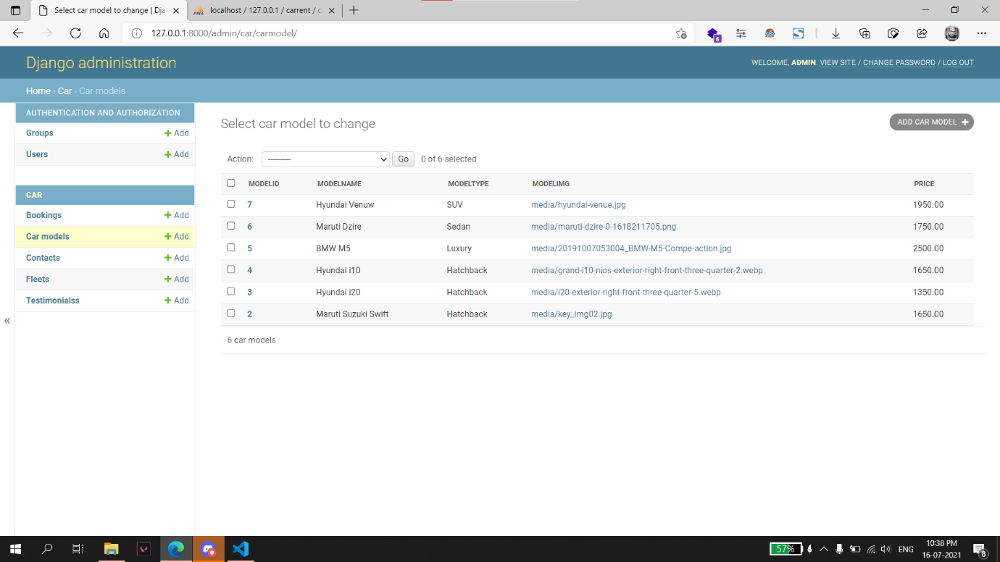 Select car model to change | Dja
localhost / 127.0.0.1 / carrent / c
127.0.0.1:8000/admin/car/carmodel/
6
Django administration
WELCOME, ADMIN. VIEW SITE / CHANGE PASSWORD / LOG OUT
Home › Car › Car models
AUTHENTICATION AND AUTHORIZATION
Groups + Add
Users + Add
CAR
Bookings + Add
Car models + Add
Contacts + Add
Fleets + Add
Testimonialss + Add
«
Select car model to change
ADD CAR MODEL +
Action: --------- Go 0 of 6 selected
MODELID MODELNAME MODELTYPE MODELIMG PRICE
7 Hyundai Venuw SUV media/hyundai-venue.jpg 1950.00
6 Maruti Dzire Sedan media/maruti-dzire-0-1618211705.png 1750.00
5 BMW M5 Luxury media/20191007053004_BMW-M5-Compe-action.jpg 2500.00
4 Hyundai i10 Hatchback media/grand-i10-nios-exterior-right-front-three-quarter-2.webp 1650.00
3 Hyundai i20 Hatchback media/i20-exterior-right-front-three-quarter-5.webp 1350.00
2 Maruti Suzuki Swift Hatchback media/key_img02.jpg 1650.00
6 car models
57%
ENG
10:38 PM
16-07-2021
8